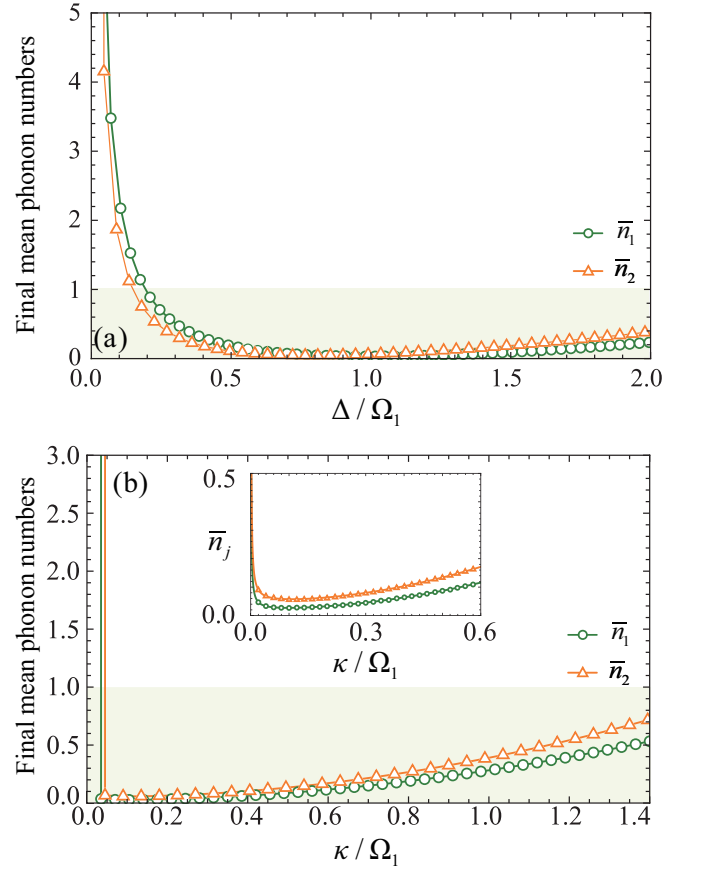 Final mean phonon numbers
5
4
3
2
1
0
(a)
n̄₁
n̄₂
0.0 0.5 1.0 1.5 2.0
Δ / Ω₁
Final mean phonon numbers
3.0
2.5
2.0
1.5
1.0
0.5
0.0
(b)
n̄ⱼ
0.5
0.0
0.0 0.3 0.6
κ / Ω₁
n̄₁
n̄₂
0.0 0.2 0.4 0.6 0.8 1.0 1.2 1.4
κ / Ω₁